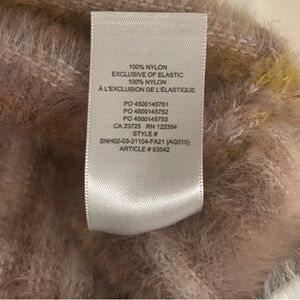 100% NYLON
EXCLUSIVE OF ELASTIC
100% NYLON
À L'EXCLUSION DE L'ÉLASTIQUE
PO 4500145751
PO 4500145752
PO 4500145753
CA 23725 RN 122354
STYLE #
SNH02-03-31104-FA21 (AG015)
ARTICLE # 83542